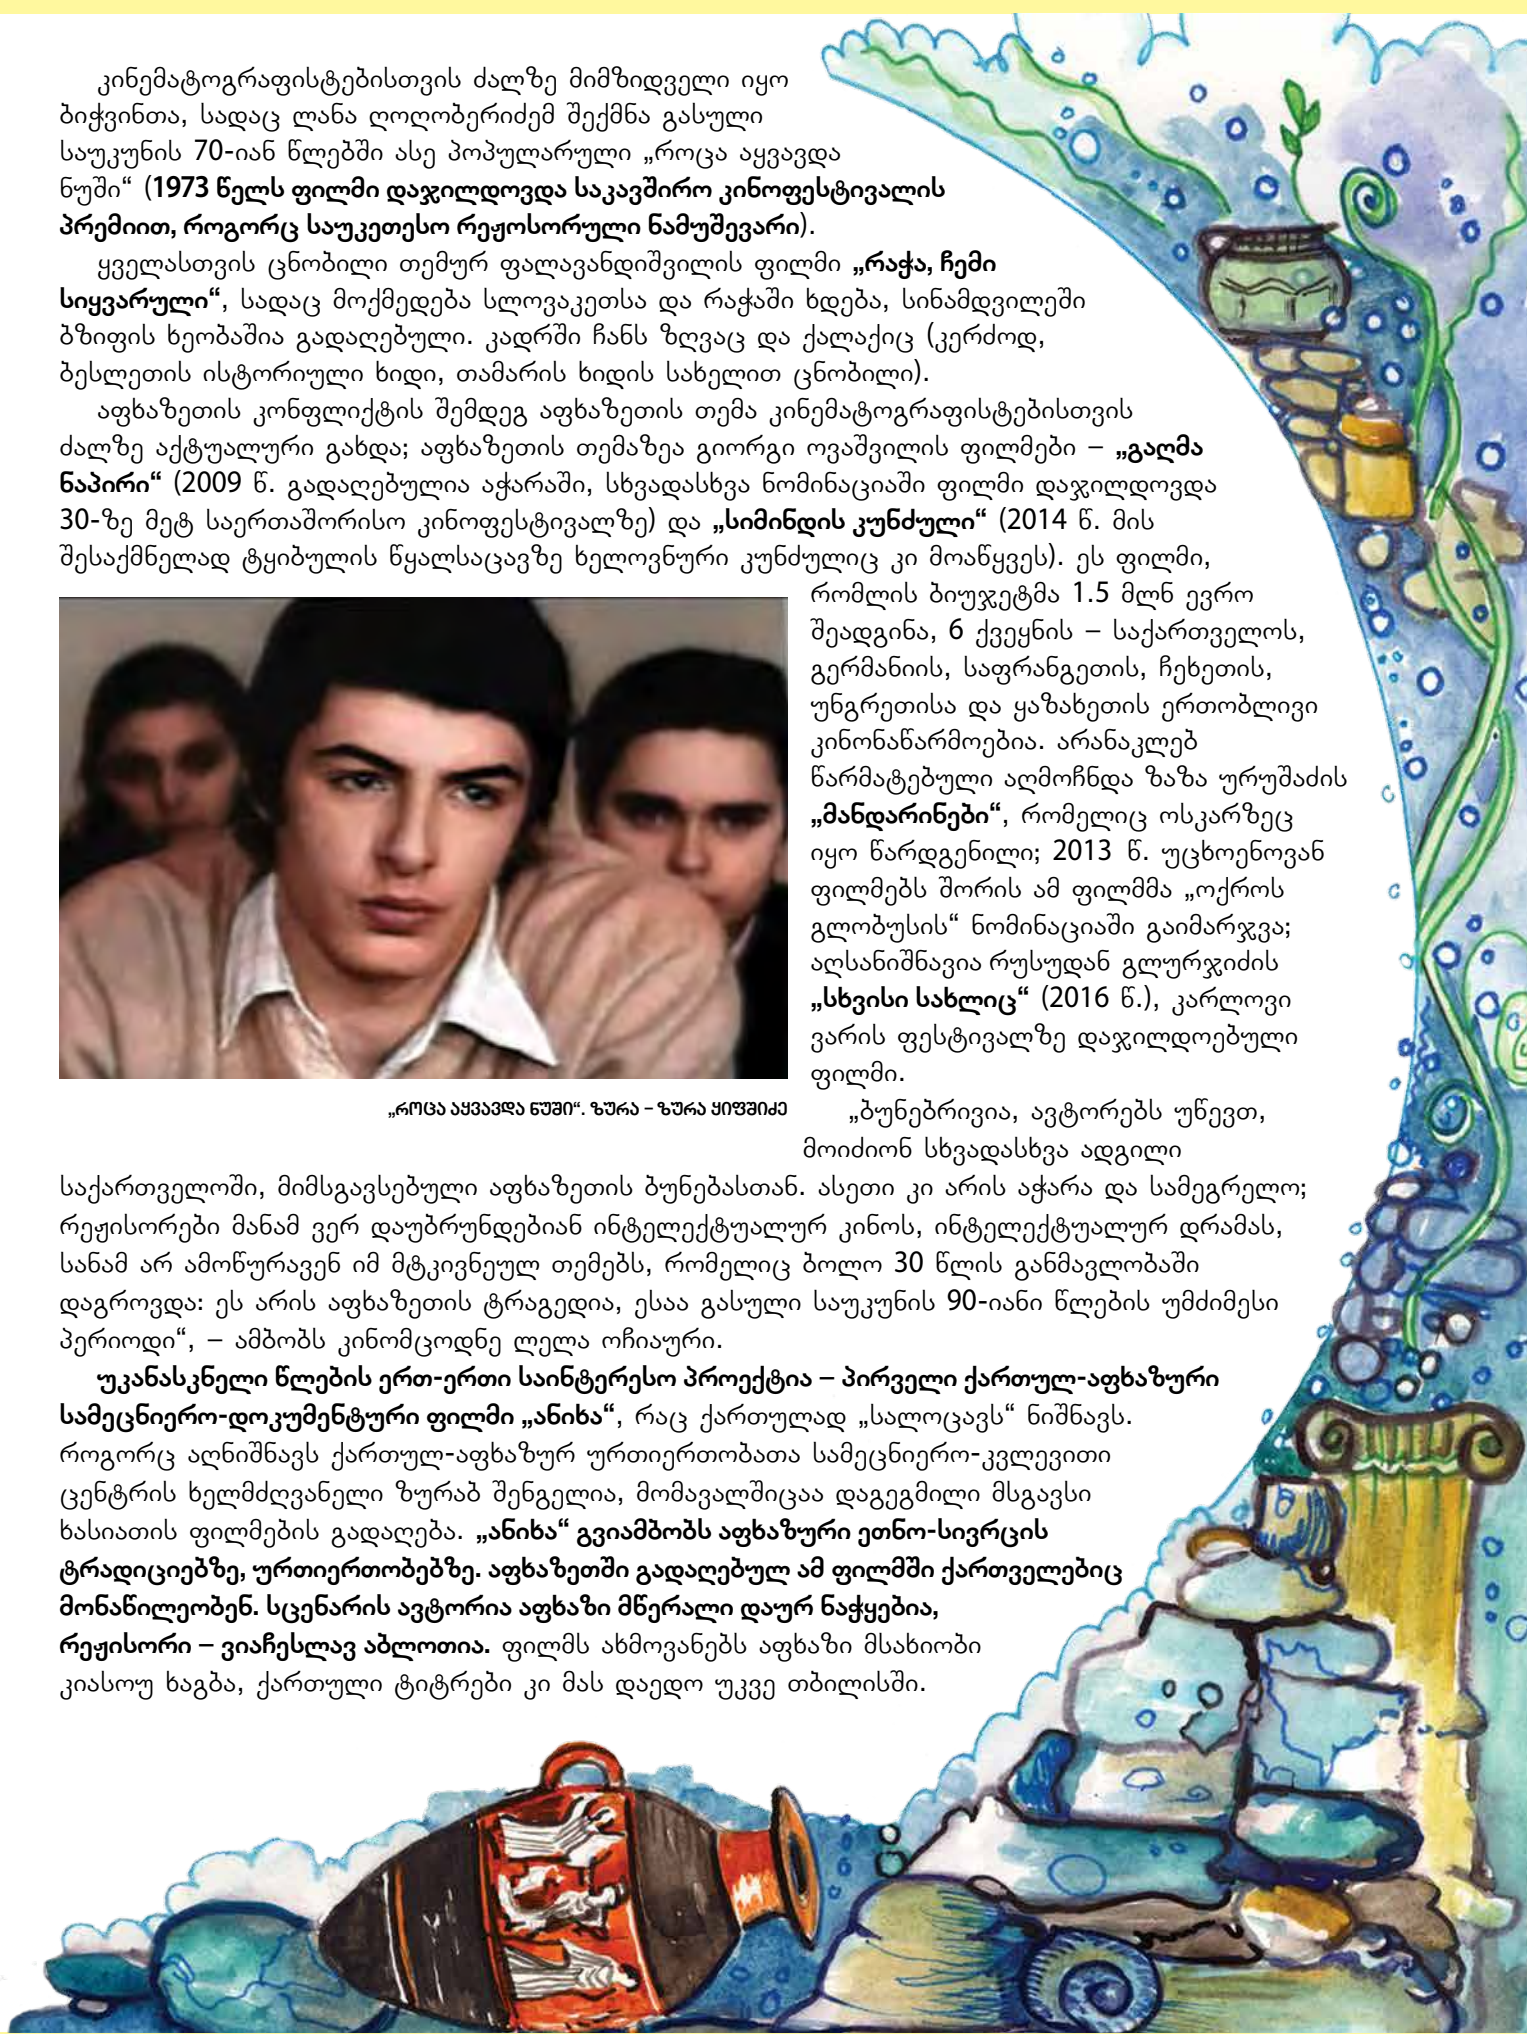 კინემატოგრაფისტებისთვის ძალზე მიმზიდველი იყო
ბიჭვინთა, სადაც ლანა ღოღობერიძემ შექმნა გასული
საუკუნის 70-იან წლებში ასე პოპულარული „როცა აყვავდა
ნუში“ (1973 წელს ფილმი დაჯილდოვდა საკავშირო კინოფესტივალის
პრემიით, როგორც საუკეთესო რეჟოსორული ნამუშევარი).
ყველასთვის ცნობილი თემურ ფალავანდიშვილის ფილმი „რაჭა, ჩემი
სიყვარული“, სადაც მოქმედება სლოვაკეთსა და რაჭაში ხდება, სინამდვილეში
ბზიფის ხეობაშია გადაღებული. კადრში ჩანს ზღვაც და ქალაქიც (კერძოდ,
ბესლეთის ისტორიული ხიდი, თამარის ხიდის სახელით ცნობილი).
აფხაზეთის კონფლიქტის შემდეგ აფხაზეთის თემა კინემატოგრაფისტებისთვის
ძალზე აქტუალური გახდა; აფხაზეთის თემაზეა გიორგი ოვაშვილის ფილმები – „გაღმა
ნაპირი“ (2009 წ. გადაღებულია აჭარაში, სხვადასხვა ნომინაციაში ფილმი დაჯილდოვდა
30-ზე მეტ საერთაშორისო კინოფესტივალზე) და „სიმინდის კუნძული“ (2014 წ. მის
შესაქმნელად ტყიბულის წყალსაცავზე ხელოვნური კუნძულიც კი მოაწყვეს). ეს ფილმი,
რომლის ბიუჯეტმა 1.5 მლნ ევრო
შეადგინა, 6 ქვეყნის – საქართველოს,
გერმანიის, საფრანგეთის, ჩეხეთის,
უნგრეთისა და ყაზახეთის ერთობლივი
კინონაწარმოებია. არანაკლებ
წარმატებული აღმოჩნდა ზაზა ურუშაძის
„მანდარინები“, რომელიც ოსკარზეც
იყო წარდგენილი; 2013 წ. უცხოენოვან
ფილმებს შორის ამ ფილმმა „ოქროს
გლობუსის“ ნომინაციაში გაიმარჯვა;
აღსანიშნავია რუსუდან გლურჯიძის
„სხვისი სახლიც“ (2016 წ.), კარლოვი
ვარის ფესტივალზე დაჯილდოებული
ფილმი.
„როცა აყვავდა ნუში“. ზურა – ზურა ყიფშიძე
„ბუნებრივია, ავტორებს უწევთ,
მოიძიონ სხვადასხვა ადგილი
საქართველოში, მიმსგავსებული აფხაზეთის ბუნებასთან. ასეთი კი არის აჭარა და სამეგრელო;
რეჟისორები მანამ ვერ დაუბრუნდებიან ინტელექტუალურ კინოს, ინტელექტუალურ დრამას,
სანამ არ ამოწურავენ იმ მტკივნეულ თემებს, რომელიც ბოლო 30 წლის განმავლობაში
დაგროვდა: ეს არის აფხაზეთის ტრაგედია, ესაა გასული საუკუნის 90-იანი წლების უმძიმესი
პერიოდი“, – ამბობს კინომცოდნე ლელა ოჩიაური.
უკანასკნელი წლების ერთ-ერთი საინტერესო პროექტია – პირველი ქართულ-აფხაზური
სამეცნიერო-დოკუმენტური ფილმი „ანიხა“, რაც ქართულად „სალოცავს“ ნიშნავს.
როგორც აღნიშნავს ქართულ-აფხაზურ ურთიერთობათა სამეცნიერო-კვლევითი
ცენტრის ხელმძღვანელი ზურაბ შენგელია, მომავალშიცაა დაგეგმილი მსგავსი
ხასიათის ფილმების გადაღება. „ანიხა“ გვიამბობს აფხაზური ეთნო-სივრცის
ტრადიციებზე, ურთიერთობებზე. აფხაზეთში გადაღებულ ამ ფილმში ქართველებიც
მონაწილეობენ. სცენარის ავტორია აფხაზი მწერალი დაურ ნაჭყებია,
რეჟისორი – ვიაჩესლავ აბლოთია. ფილმს ახმოვანებს აფხაზი მსახიობი
კიასოუ ხაგბა, ქართული ტიტრები კი მას დაედო უკვე თბილისში.